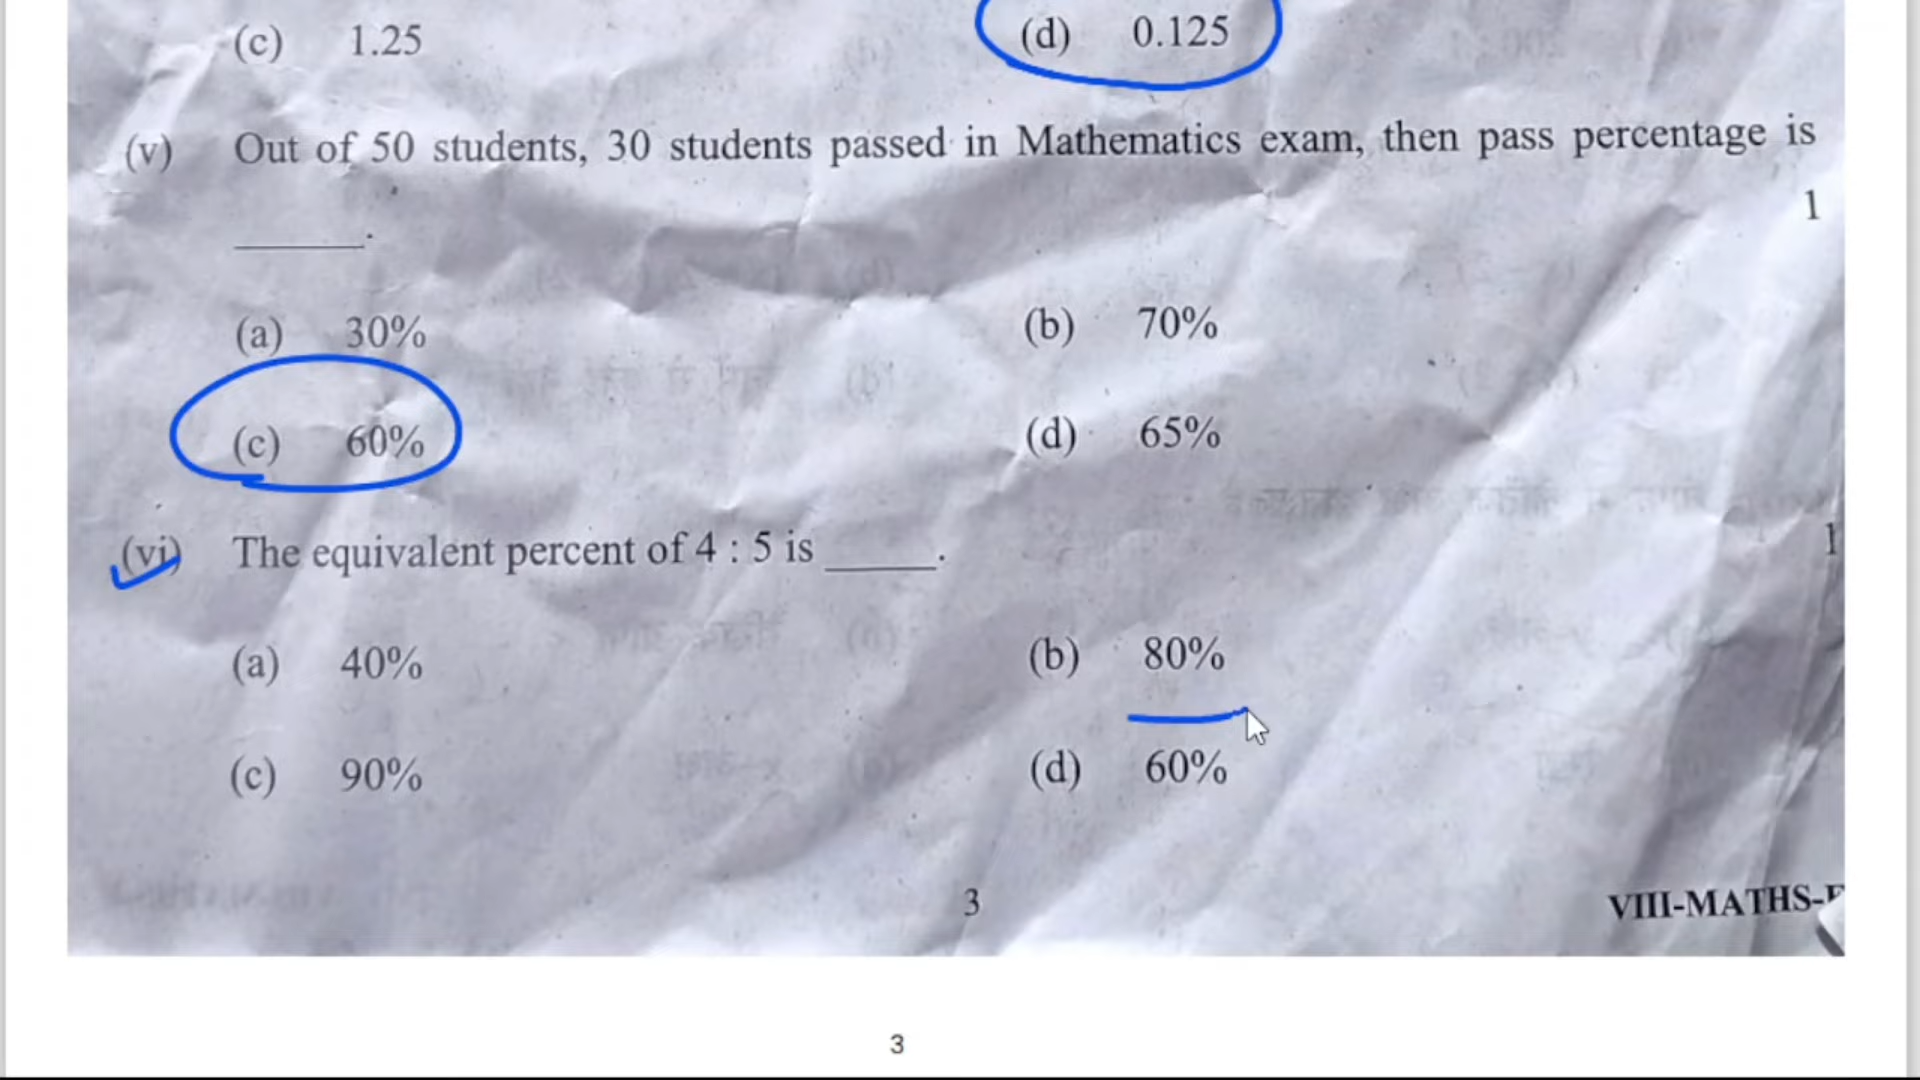 (c) 1.25 (d) 0.125
(v) Out of 50 students, 30 students passed in Mathematics exam, then pass percentage is
1
______.
(a) 30% (b) 70%
(c) 60% (d) 65%
(vi) The equivalent percent of 4 : 5 is _____.
1
(a) 40% (b) 80%
(c) 90% (d) 60%
3
VIII-MATHS-E
3